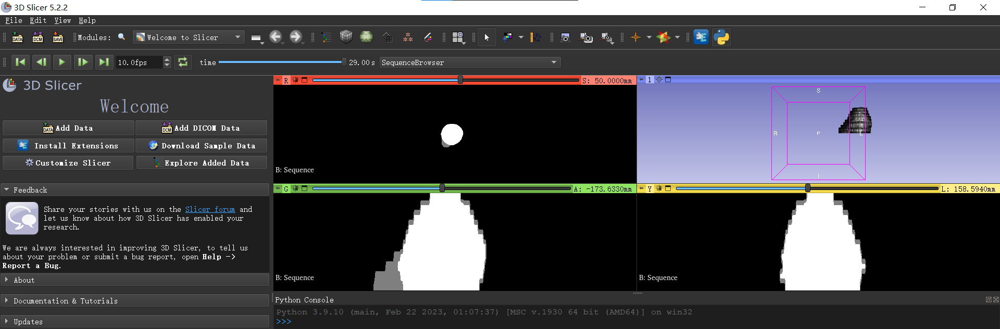 3D Slicer 5.2.2
File Edit View Help
DATA DCM SAVE Modules: Welcome to Slicer
10.0fps time 29.00 s SequenceBrowser
3D Slicer
Welcome
DATA Add Data
DCM Add DICOM Data
Install Extensions
Download Sample Data
Customize Slicer
Explore Added Data
Feedback
Share your stories with us on the Slicer forum and
let us know about how 3D Slicer has enabled your
research.
We are always interested in improving 3D Slicer, to tell us
about your problem or submit a bug report, open Help ->
Report a Bug.
About
Documentation & Tutorials
Updates
R S: 50.0000mm
B: Sequence
1
S
R P L
I
G A: -173.6330mm
B: Sequence
Y L: 158.5940mm
B: Sequence
Python Console
Python 3.9.10 (main, Feb 22 2023, 01:07:37) [MSC v.1930 64 bit (AMD64)] on win32
>>>